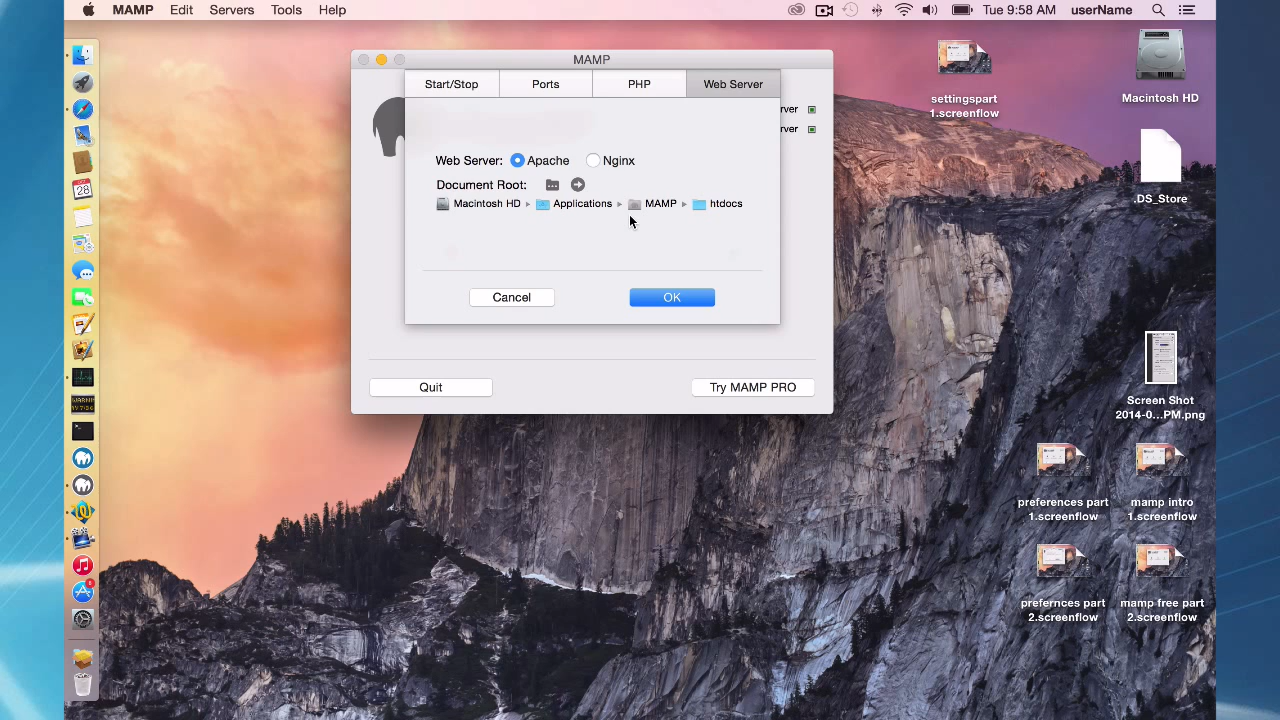 MAMP Edit Servers Tools Help
Tue 9:58 AM userName
MAMP
Start/Stop Ports PHP Web Server
rver
rver
Web Server: Apache Nginx
Document Root:
Macintosh HD Applications MAMP htdocs
Cancel OK
Quit Try MAMP PRO
settingspart
1.screenflow
Macintosh HD
.DS_Store
Screen Shot
2014-0...PM.png
preferences part
1.screenflow
mamp intro
1.screenflow
prefernces part
2.screenflow
mamp free part
2.screenflow
28